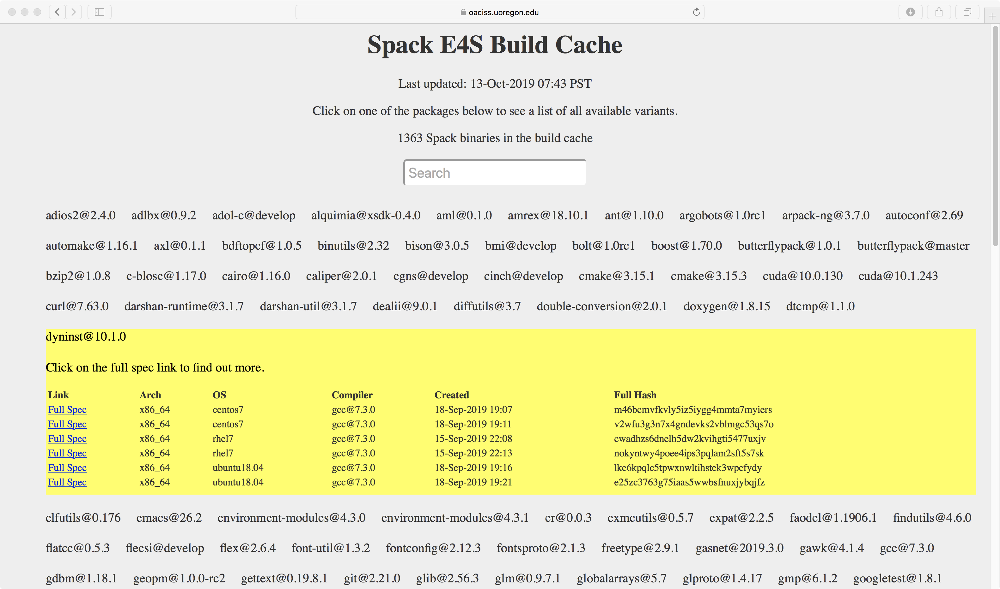 oaciss.uoregon.edu
Spack E4S Build Cache
Last updated: 13-Oct-2019 07:43 PST
Click on one of the packages below to see a list of all available variants.
1363 Spack binaries in the build cache
Search
adios2@2.4.0 adlbx@0.9.2 adol-c@develop alquimia@xsdk-0.4.0 aml@0.1.0 amrex@18.10.1 ant@1.10.0 argobots@1.0rc1 arpack-ng@3.7.0 autoconf@2.69
automake@1.16.1 axl@0.1.1 bdftopcf@1.0.5 binutils@2.32 bison@3.0.5 bmi@develop bolt@1.0rc1 boost@1.70.0 butterflypack@1.0.1 butterflypack@master
bzip2@1.0.8 c-blosc@1.17.0 cairo@1.16.0 caliper@2.0.1 cgns@develop cinch@develop cmake@3.15.1 cmake@3.15.3 cuda@10.0.130 cuda@10.1.243
curl@7.63.0 darshan-runtime@3.1.7 darshan-util@3.1.7 dealii@9.0.1 diffutils@3.7 double-conversion@2.0.1 doxygen@1.8.15 dtcmp@1.1.0
dyninst@10.1.0
Click on the full spec link to find out more.
Link Arch OS Compiler Created Full Hash
Full Spec x86_64 centos7 gcc@7.3.0 18-Sep-2019 19:07 m46bcmvfkvly5iz5iygg4mmta7myiers
Full Spec x86_64 centos7 gcc@7.3.0 18-Sep-2019 19:11 v2wfu3g3n7x4gndevks2vblmgc53qs7o
Full Spec x86_64 rhel7 gcc@7.3.0 15-Sep-2019 22:08 cwadhzs6dnelh5dw2kvihgti5477uxjv
Full Spec x86_64 rhel7 gcc@7.3.0 15-Sep-2019 22:13 nokyntwy4poee4ips3pqlam2sft5s7sk
Full Spec x86_64 ubuntu18.04 gcc@7.3.0 18-Sep-2019 19:16 lke6kpqlc5tpwxnwltihstek3wpefydy
Full Spec x86_64 ubuntu18.04 gcc@7.3.0 18-Sep-2019 19:21 e25zc3763g75iaas5wwbsfnuxjybqjfz
elfutils@0.176 emacs@26.2 environment-modules@4.3.0 environment-modules@4.3.1 er@0.0.3 exmcutils@0.5.7 expat@2.2.5 faodel@1.1906.1 findutils@4.6.0
flatcc@0.5.3 flecsi@develop flex@2.6.4 font-util@1.3.2 fontconfig@2.12.3 fontsproto@2.1.3 freetype@2.9.1 gasnet@2019.3.0 gawk@4.1.4 gcc@7.3.0
gdbm@1.18.1 geopm@1.0.0-rc2 gettext@0.19.8.1 git@2.21.0 glib@2.56.3 glm@0.9.7.1 globalarrays@5.7 glproto@1.4.17 gmp@6.1.2 googletest@1.8.1